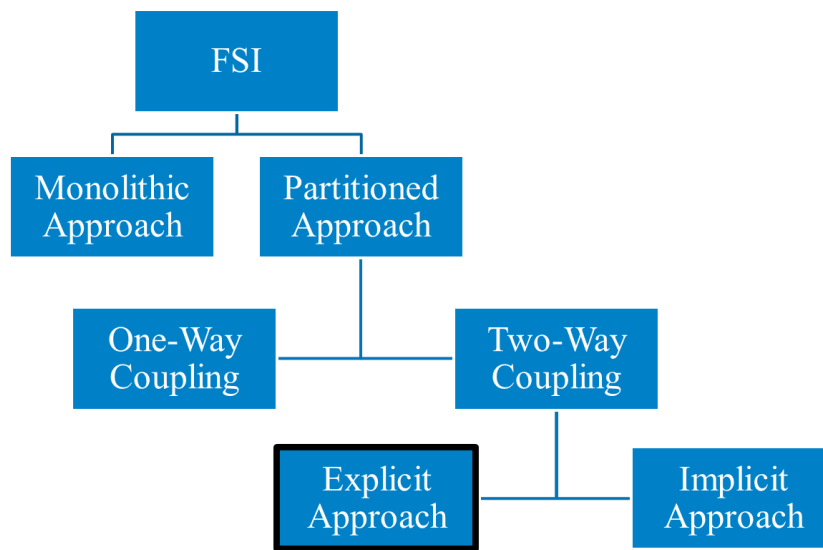 FSI
Monolithic
Approach
Partitioned
Approach
One-Way
Coupling
Two-Way
Coupling
Explicit
Approach
Implicit
Approach